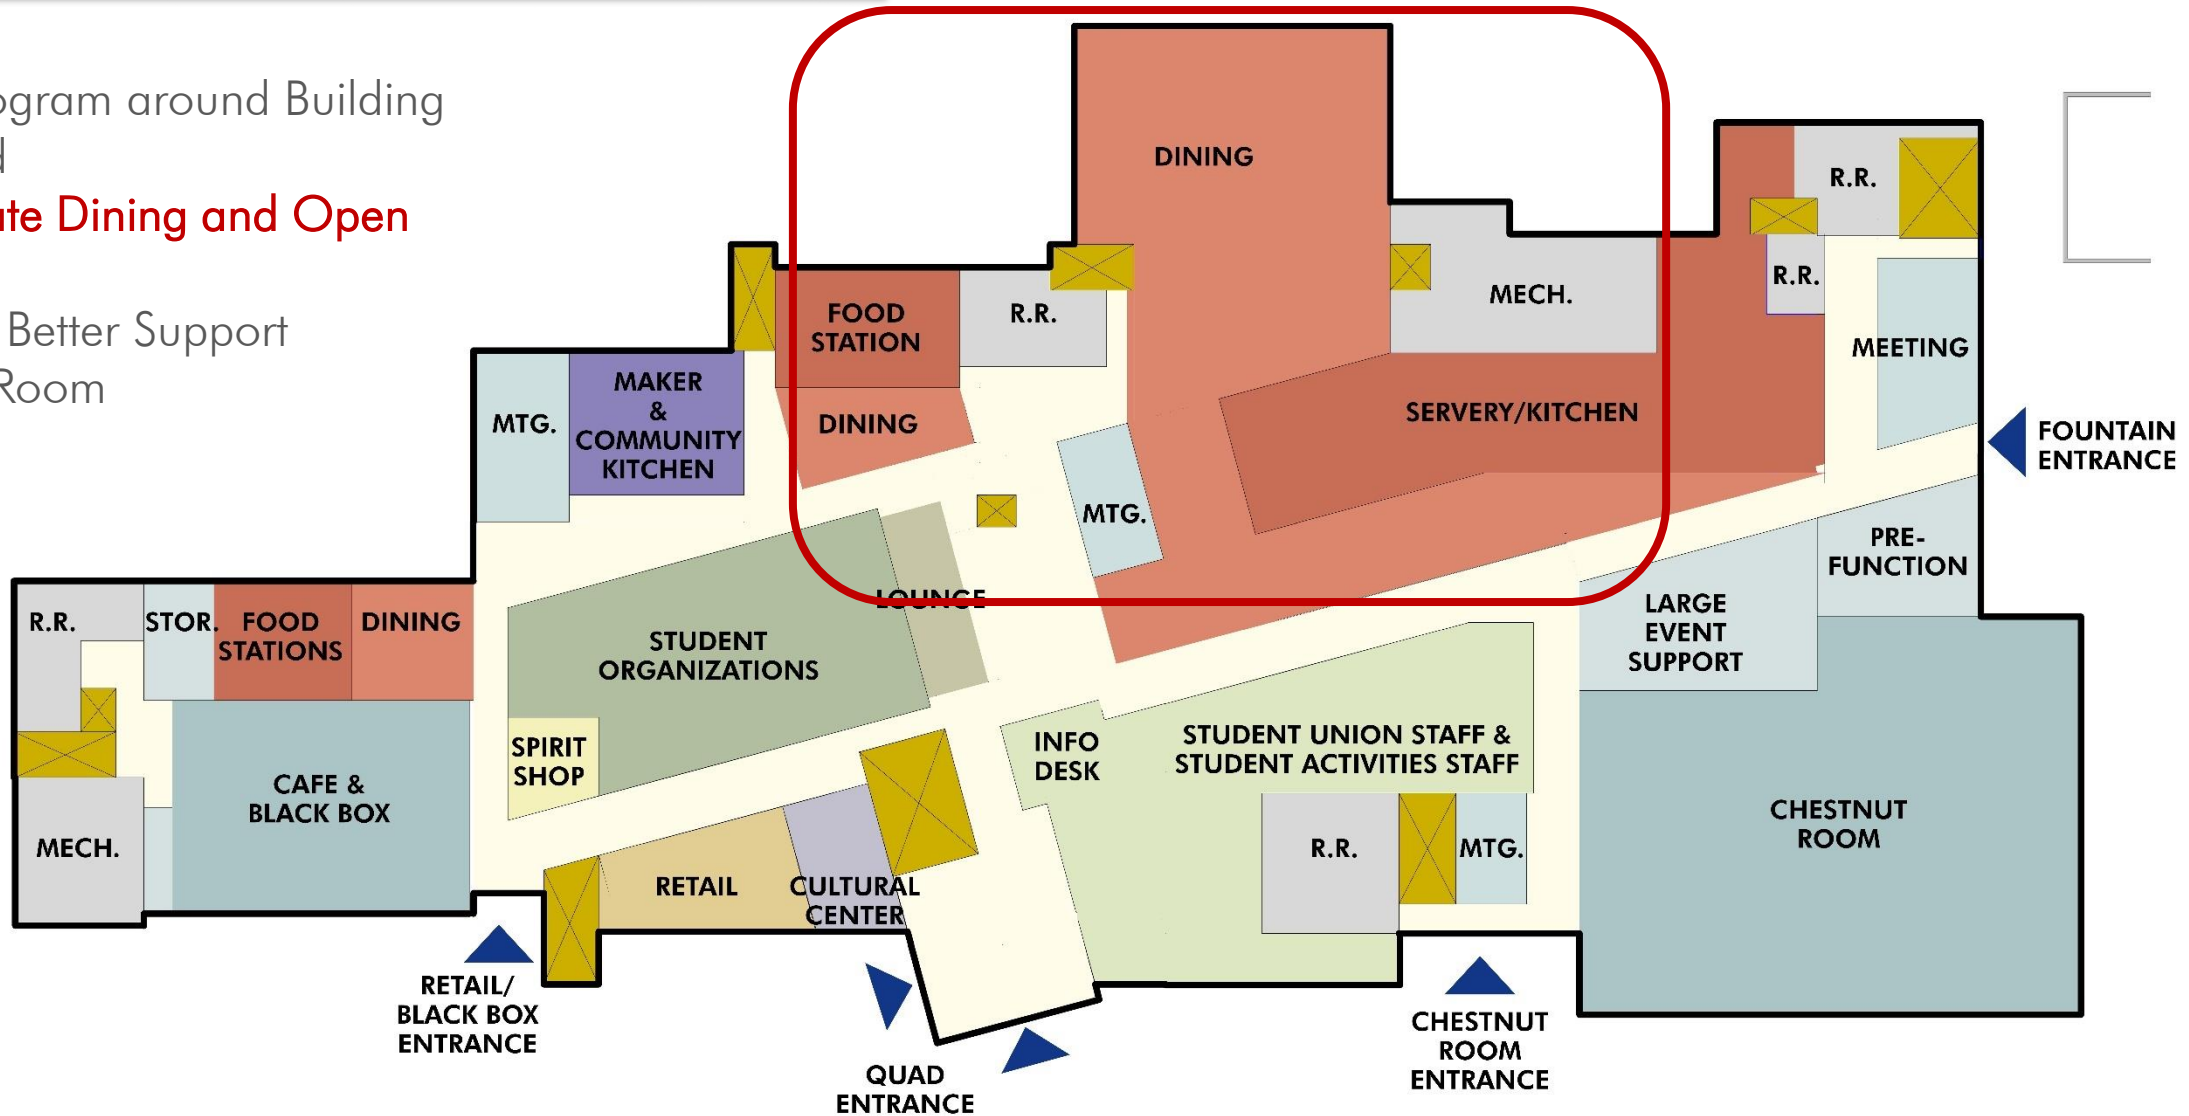 ogram around Building
d
ate Dining and Open
Better Support
Room
DINING
R.R.
R.R.
FOOD
STATION
R.R.
MECH.
MEETING
MTG.
MAKER
&
COMMUNITY
KITCHEN
DINING
SERVERY/KITCHEN
FOUNTAIN
ENTRANCE
MTG.
PRE-
FUNCTION
LOUNGE
LARGE
EVENT
SUPPORT
R.R.
STOR.
FOOD
STATIONS
DINING
STUDENT
ORGANIZATIONS
SPIRIT
SHOP
INFO
DESK
STUDENT UNION STAFF &
STUDENT ACTIVITIES STAFF
CAFE &
BLACK BOX
CHESTNUT
ROOM
MECH.
RETAIL
CULTURAL
CENTER
R.R.
MTG.
RETAIL/
BLACK BOX
ENTRANCE
QUAD
ENTRANCE
CHESTNUT
ROOM
ENTRANCE